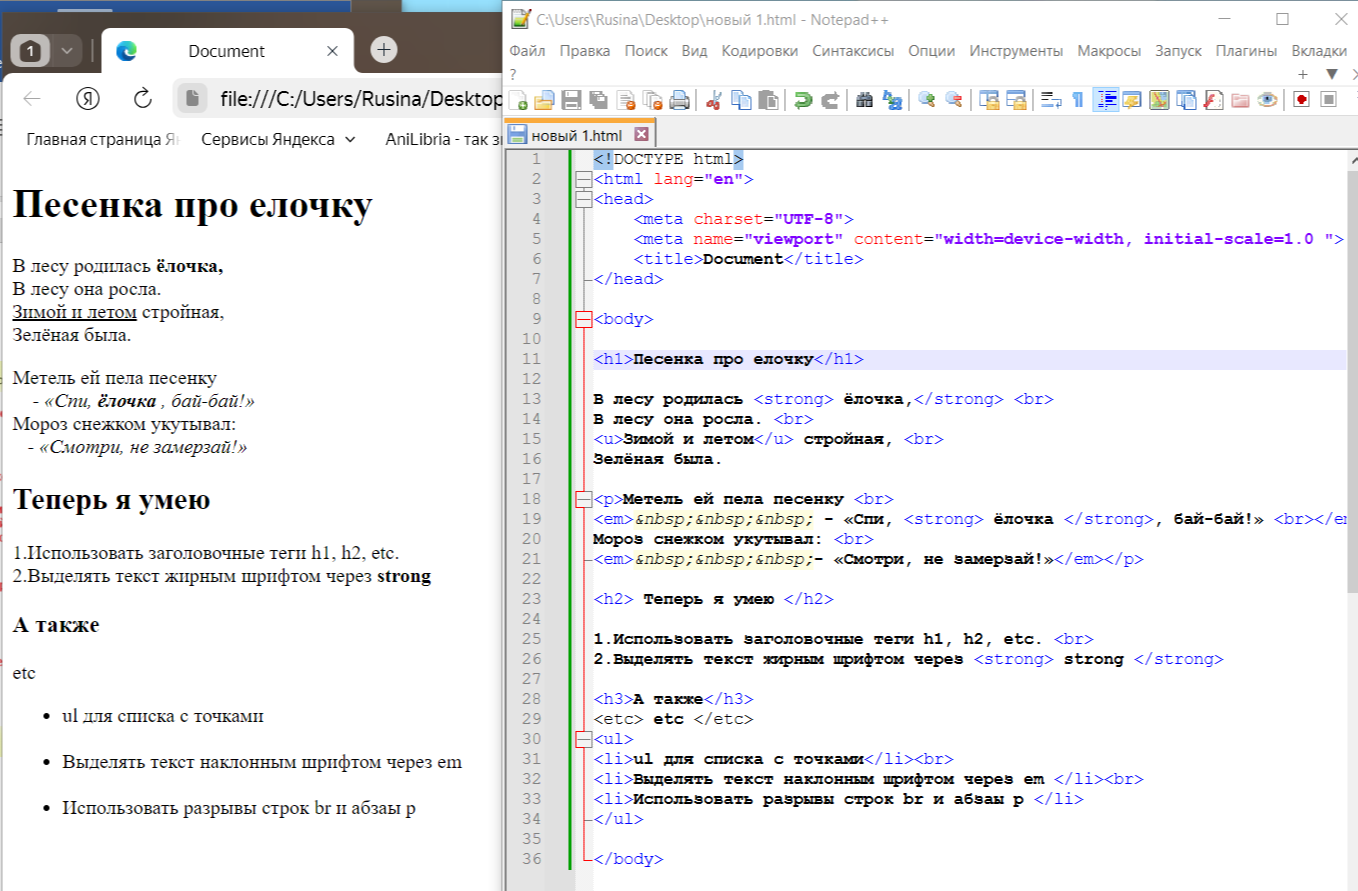 1
Document
Я
file:///C:/Users/Rusina/Desktop
Главная страница Я
Сервисы Яндекса
AniLibria - так з
Песенка про елочку
В лесу родилась ёлочка,
В лесу она росла.
Зимой и летом стройная,
Зелёная была.
Метель ей пела песенку
- «Спи, ёлочка , бай-бай!»
Мороз снежком укутывал:
- «Смотри, не замерзай!»
Теперь я умею
1.Использовать заголовочные теги h1, h2, etc.
2.Выделять текст жирным шрифтом через strong
А также
etc
• ul для списка с точками
• Выделять текст наклонным шрифтом через em
• Использовать разрывы строк br и абзаы p
C:\Users\Rusina\Desktop\новый 1.html - Notepad++
Файл Правка Поиск Вид Кодировки Синтаксисы Опции Инструменты Макросы Запуск Плагины Вкладки
?
новый 1.html
1 <!DOCTYPE html>
2 <html lang="en">
3 <head>
4 <meta charset="UTF-8">
5 <meta name="viewport" content="width=device-width, initial-scale=1.0 ">
6 <title>Document</title>
7 </head>
8
9 <body>
10
11 <h1>Песенка про елочку</h1>
12
13 В лесу родилась <strong> ёлочка,</strong> <br>
14 В лесу она росла. <br>
15 <u>Зимой и летом</u> стройная, <br>
16 Зелёная была.
17
18 <p>Метель ей пела песенку <br>
19 <em>&nbsp;&nbsp;&nbsp; - «Спи, <strong> ёлочка </strong>, бай-бай!» <br></em
20 Мороз снежком укутывал: <br>
21 <em>&nbsp;&nbsp;&nbsp;- «Смотри, не замерзай!»</em></p>
22
23 <h2> Теперь я умею </h2>
24
25 1.Использовать заголовочные теги h1, h2, etc. <br>
26 2.Выделять текст жирным шрифтом через <strong> strong </strong>
27
28 <h3>А также</h3>
29 <etc> etc </etc>
30 <ul>
31 <li>ul для списка с точками</li><br>
32 <li>Выделять текст наклонным шрифтом через em </li><br>
33 <li>Использовать разрывы строк br и абзаы p </li>
34 </ul>
35
36 </body>